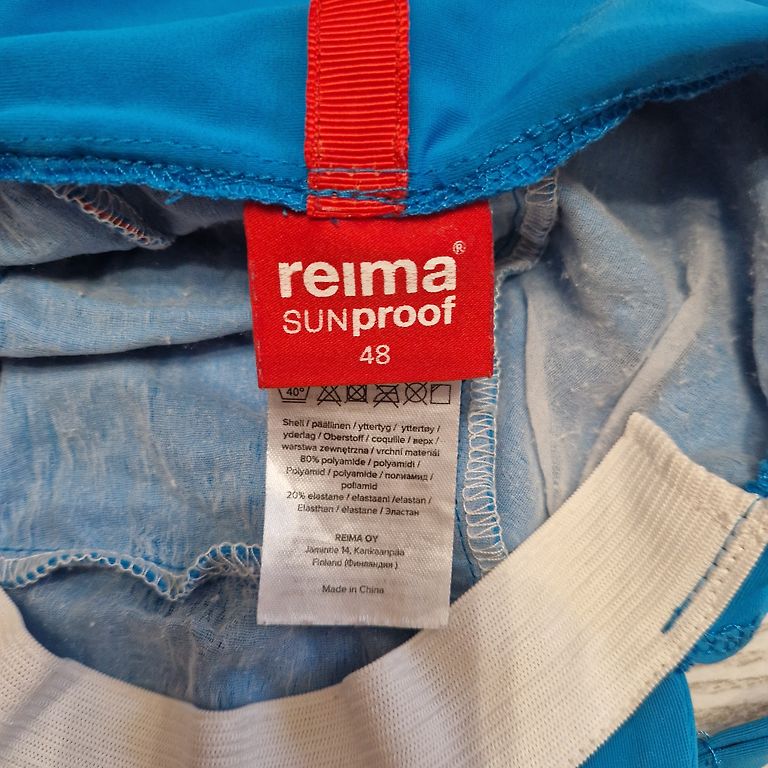 reima®
SUNproof
48
40°
Shell / päällinen / yttertyg / yttertøy /
yderlag / Oberstoff / coquille / верх /
warstwa zewnętrzna / vrchní materiál
80% polyamide / polyamidi /
Polyamid / polyamide / полиамид /
poliamid
20% elastane / elastaani /elastan /
Elasthan / élastane / Эластан
REIMA OY
Jäminne 14, Kankaanpää
Finland (Финляндия)
Made in China